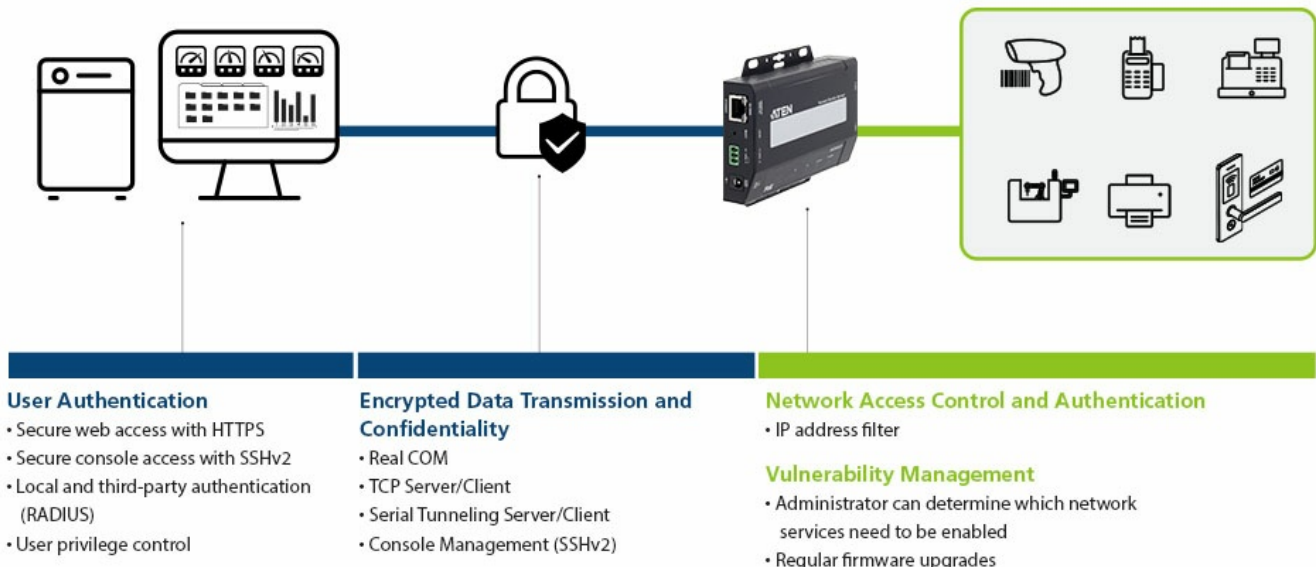 ATEN
User Authentication
• Secure web access with HTTPS
• Secure console access with SSHv2
• Local and third-party authentication
(RADIUS)
• User privilege control
Encrypted Data Transmission and
Confidentiality
• Real COM
• TCP Server/Client
• Serial Tunneling Server/Client
• Console Management (SSHv2)
Network Access Control and Authentication
• IP address filter
Vulnerability Management
• Administrator can determine which network
services need to be enabled
• Regular firmware upgrades